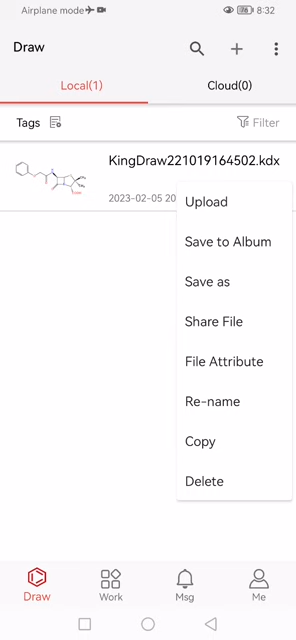 Airplane mode 76 8:32
Draw
Local(1) Cloud(0)
Tags Filter
KingDraw221019164502.kdx
2023-02-05 20
Upload
Save to Album
Save as
Share File
File Attribute
Re-name
Copy
Delete
Draw Work Msg Me